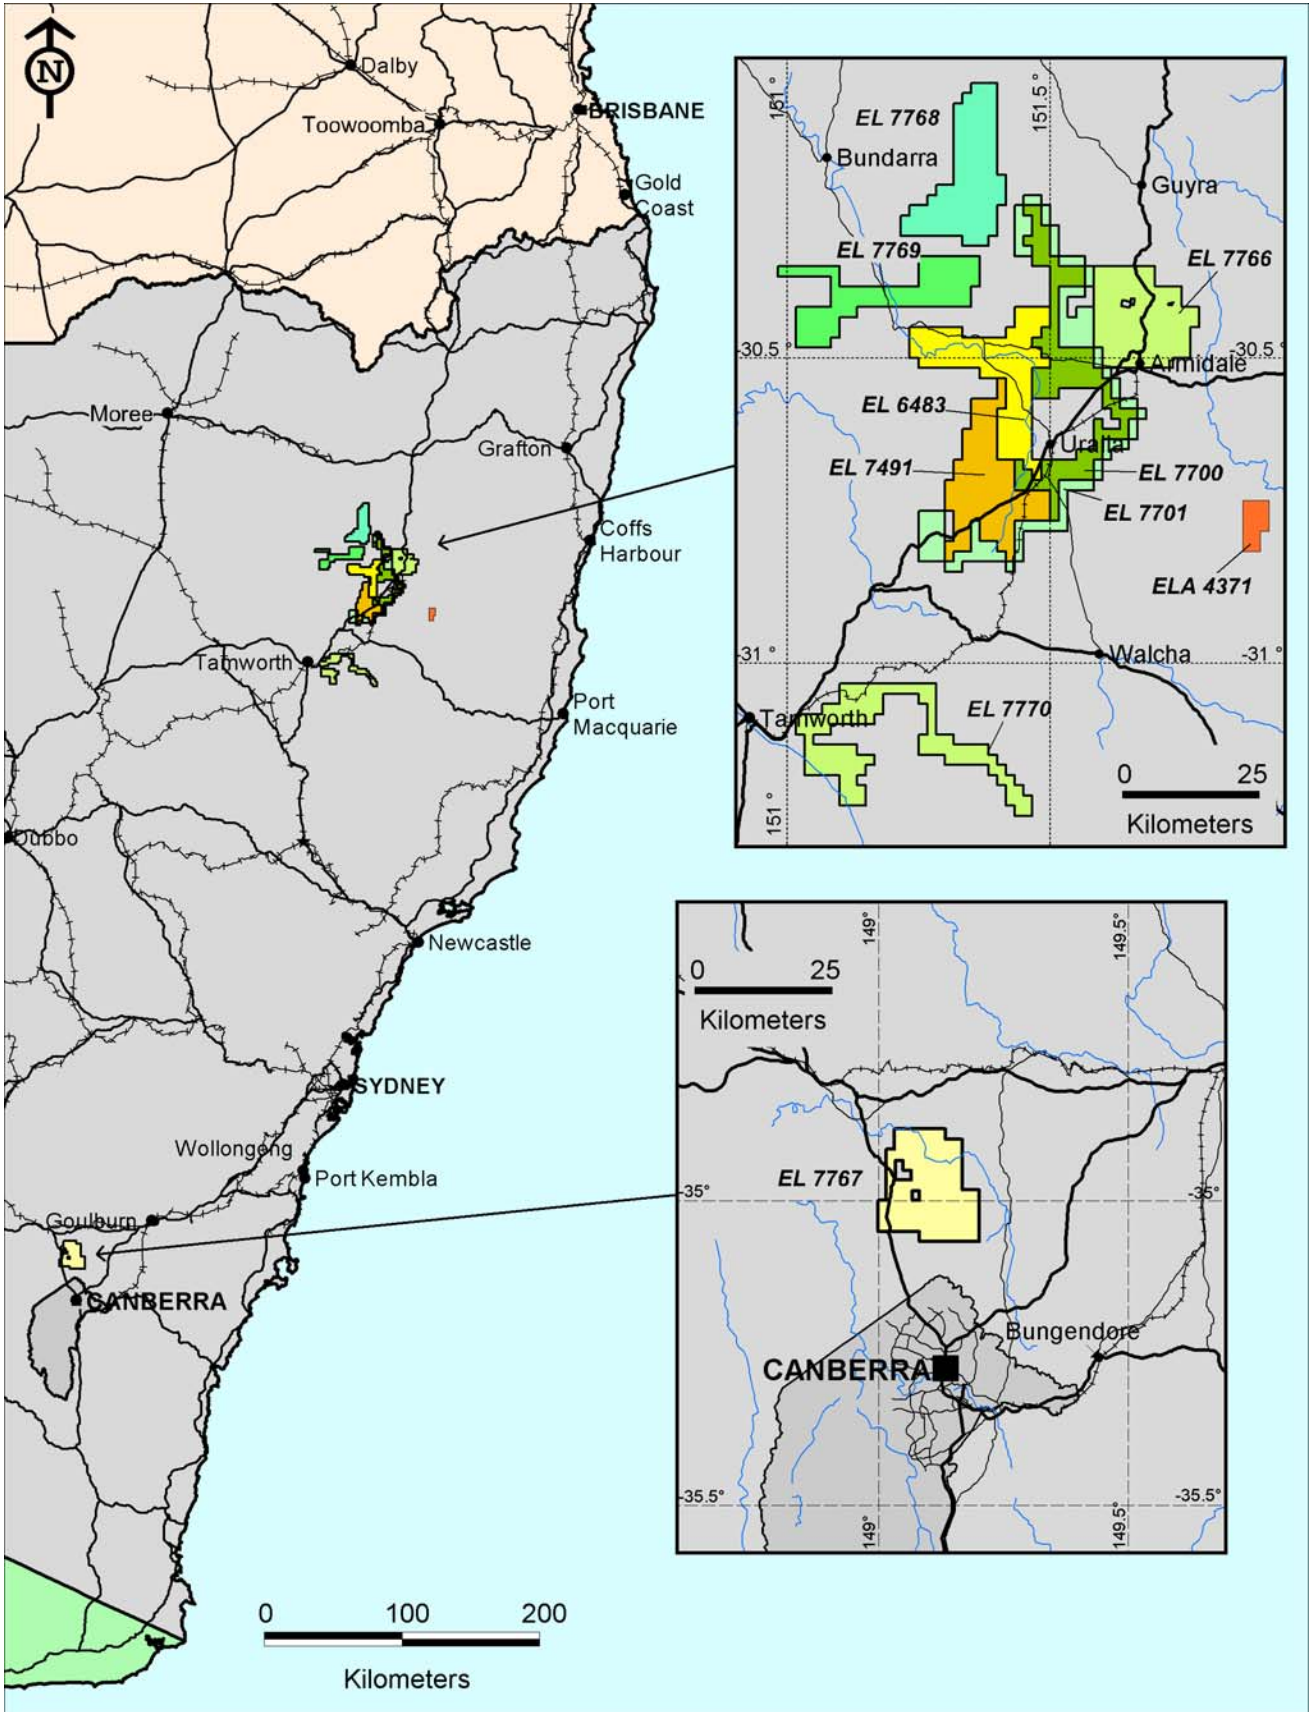 N
Dalby
Toowoomba
BRISBANE
Gold
Coast
Moree
Grafton
Coffs
Harbour
Tamworth
Port
Macquarie
Dubbo
Newcastle
SYDNEY
Wollongong
Port Kembla
Goulburn
CANBERRA
0 100 200
Kilometers
151 °
151.5 °
EL 7768
Bundarra
Guyra
EL 7769
EL 7766
-30.5 °
Armidale
-30.5 °
EL 6483
Uralla
EL 7491
EL 7700
EL 7701
ELA 4371
-31 °
Walcha
-31 °
EL 7770
Tamworth
0 25
Kilometers
151 °
149°
149.5°
0 25
Kilometers
EL 7767
-35°
-35°
Bungendore
CANBERRA
-35.5°
-35.5°
149°
149.5°